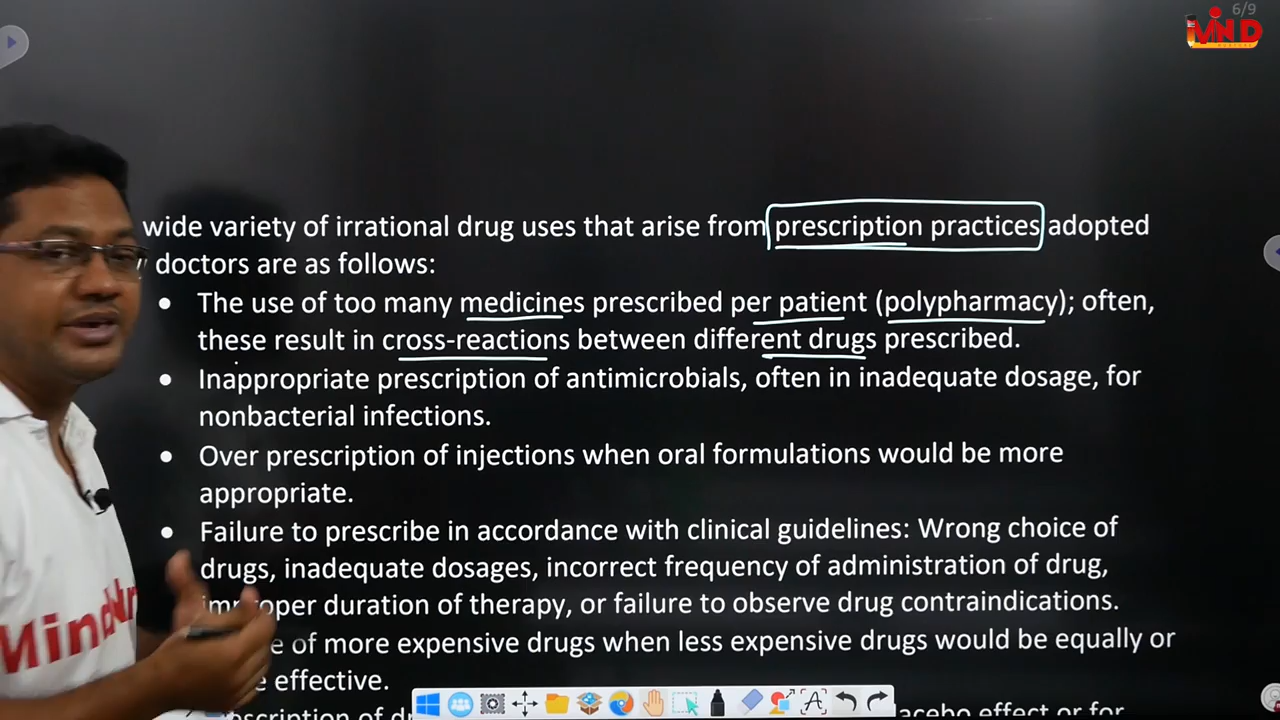 6/9
MIND
wide variety of irrational drug uses that arise from prescription practices adopted
doctors are as follows:
• The use of too many medicines prescribed per patient (polypharmacy); often,
these result in cross-reactions between different drugs prescribed.
• Inappropriate prescription of antimicrobials, often in inadequate dosage, for
nonbacterial infections.
• Over prescription of injections when oral formulations would be more
appropriate.
• Failure to prescribe in accordance with clinical guidelines: Wrong choice of
drugs, inadequate dosages, incorrect frequency of administration of drug,
improper duration of therapy, or failure to observe drug contraindications.
of more expensive drugs when less expensive drugs would be equally or
effective.
effect or for